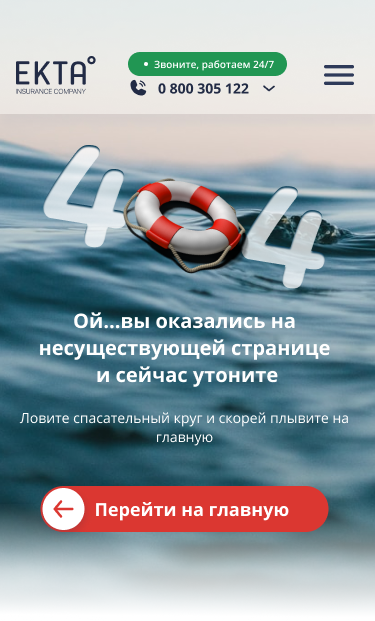 EKTA°
INSURANCE COMPANY
Звоните, работаем 24/7
0 800 305 122
404
Ой...вы оказались на
несуществующей странице
и сейчас утоните
Ловите спасательный круг и скорей плывите на
главную
Перейти на главную